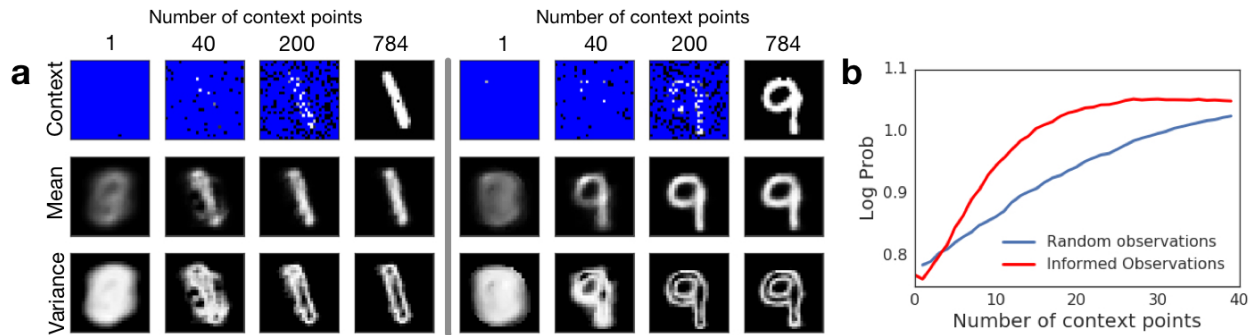 a
Number of context points
1 40 200 784
Context
Mean
Variance
Number of context points
1 40 200 784
b
1.1
1.0
0.9
0.8
Log Prob
Random observations
Informed Observations
0 10 20 30 40
Number of context points